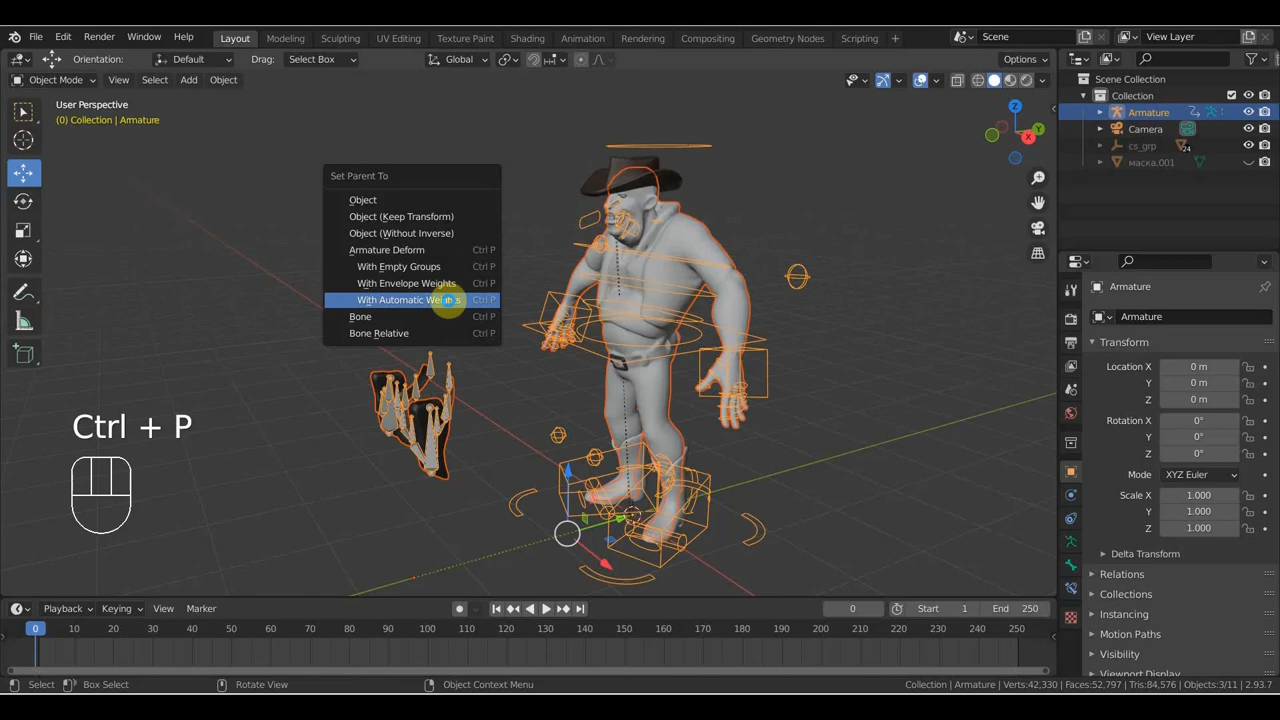 File Edit Render Window Help Layout Modeling Sculpting UV Editing Texture Paint Shading Animation Rendering Compositing Geometry Nodes Scripting + Scene View Layer
Orientation: Default Drag: Select Box Global Options
Object Mode View Select Add Object
User Perspective
(0) Collection | Armature
Set Parent To
Object
Object (Keep Transform)
Object (Without Inverse)
Armature Deform Ctrl P
With Empty Groups Ctrl P
With Envelope Weights Ctrl P
With Automatic Weights Ctrl P
Bone Ctrl P
Bone Relative Ctrl P
Ctrl + P
Z
Y
X
Scene Collection
Collection
Armature
Camera
cs_grp 24
маска.001
Armature
Armature
Transform
Location X 0 m
Y 0 m
Z 0 m
Rotation X 0°
Y 0°
Z 0°
Mode XYZ Euler
Scale X 1.000
Y 1.000
Z 1.000
Delta Transform
Relations
Collections
Instancing
Motion Paths
Visibility
Viewport Display
Playback Keying View Marker 0 Start 1 End 250
0 10 20 30 40 50 60 70 80 90 100 110 120 130 140 150 160 170 180 190 200 210 220 230 240 250
Select Box Select Rotate View Object Context Menu Collection | Armature | Verts:42,330 | Faces:52,797 | Tris:84,576 | Objects:3/11 | 2.93.7